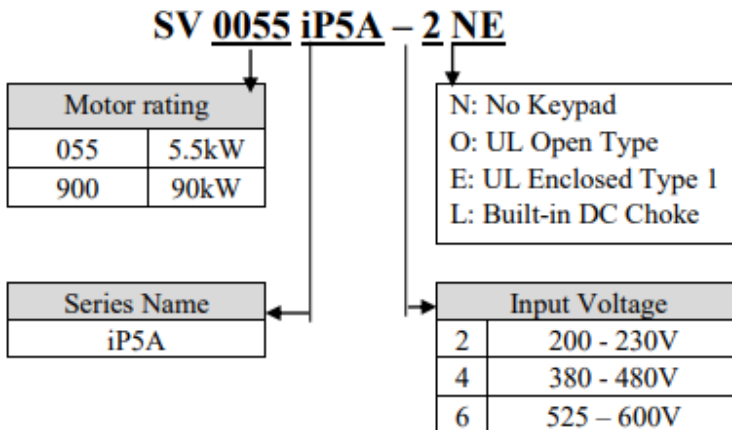 SV 0055 iP5A – 2 NE
Motor rating
055 5.5kW
900 90kW
N: No Keypad
O: UL Open Type
E: UL Enclosed Type 1
L: Built-in DC Choke
Series Name
iP5A
Input Voltage
2 200 - 230V
4 380 - 480V
6 525 – 600V